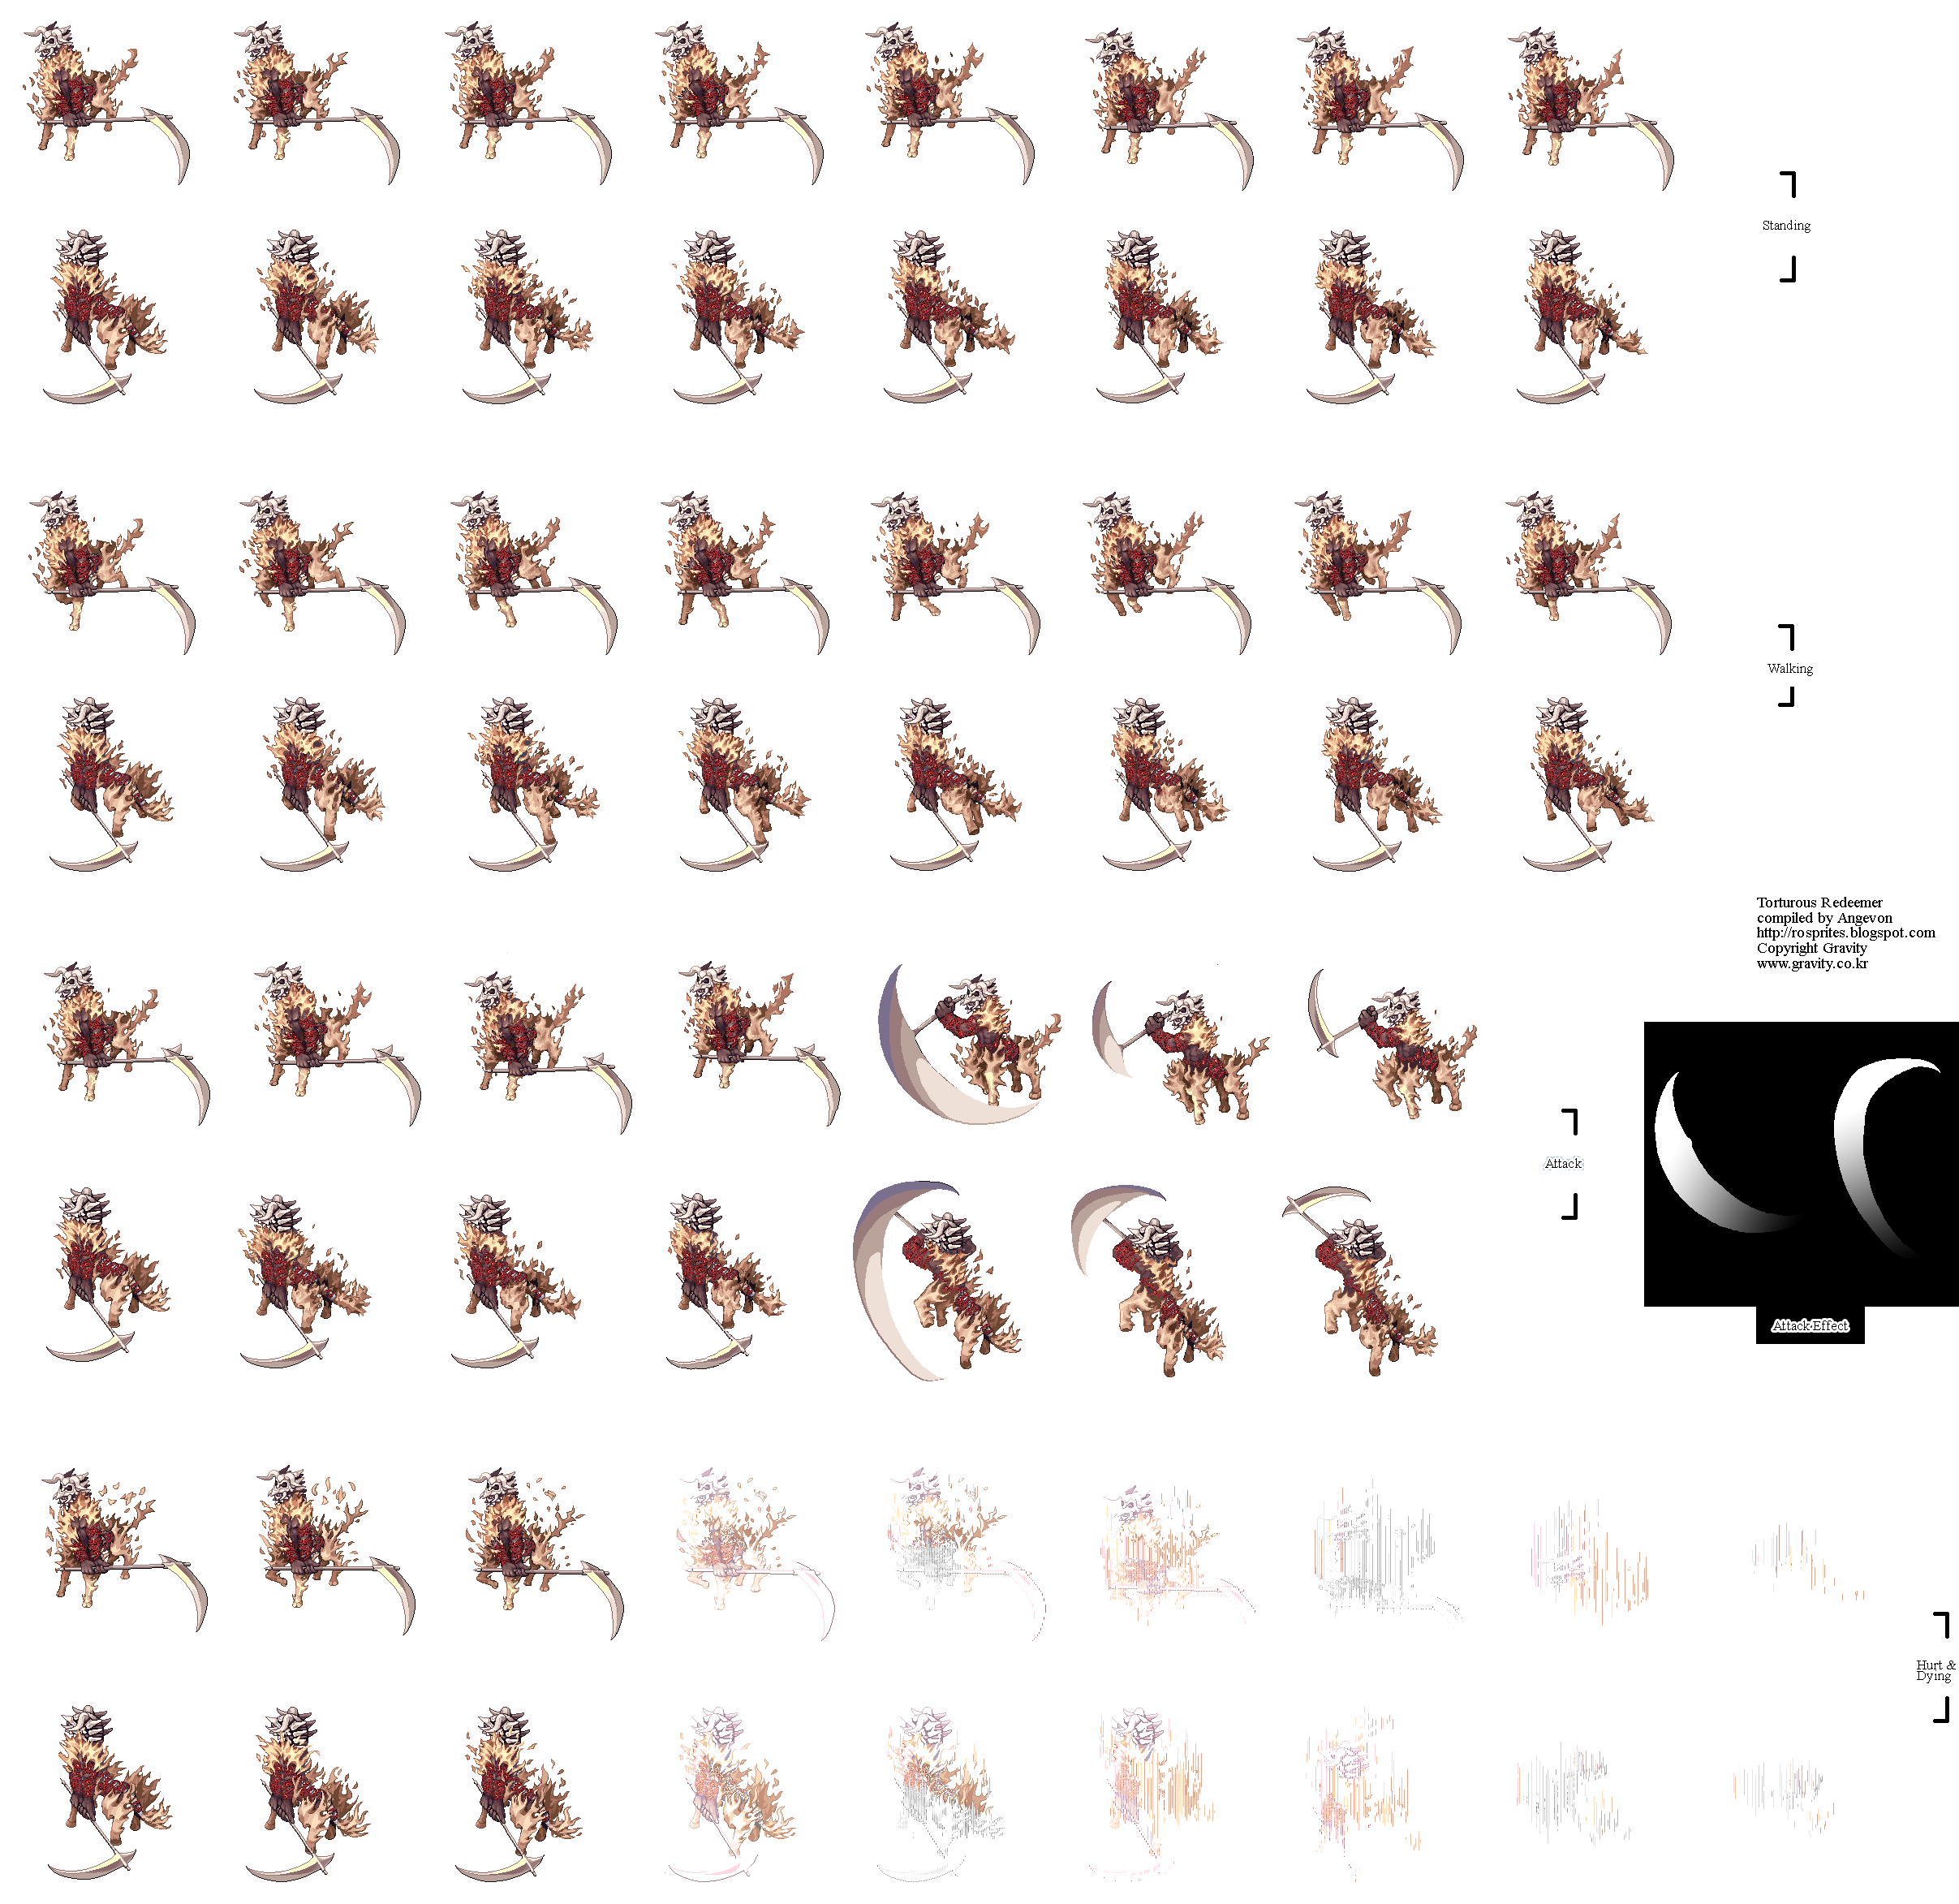 Standing
Walking
Torturous Redeemer
compiled by Angevon
http://rosprites.blogspot.com
Copyright Gravity
www.gravity.co.kr
Attack
Attack Effect
Hurt &
Dying